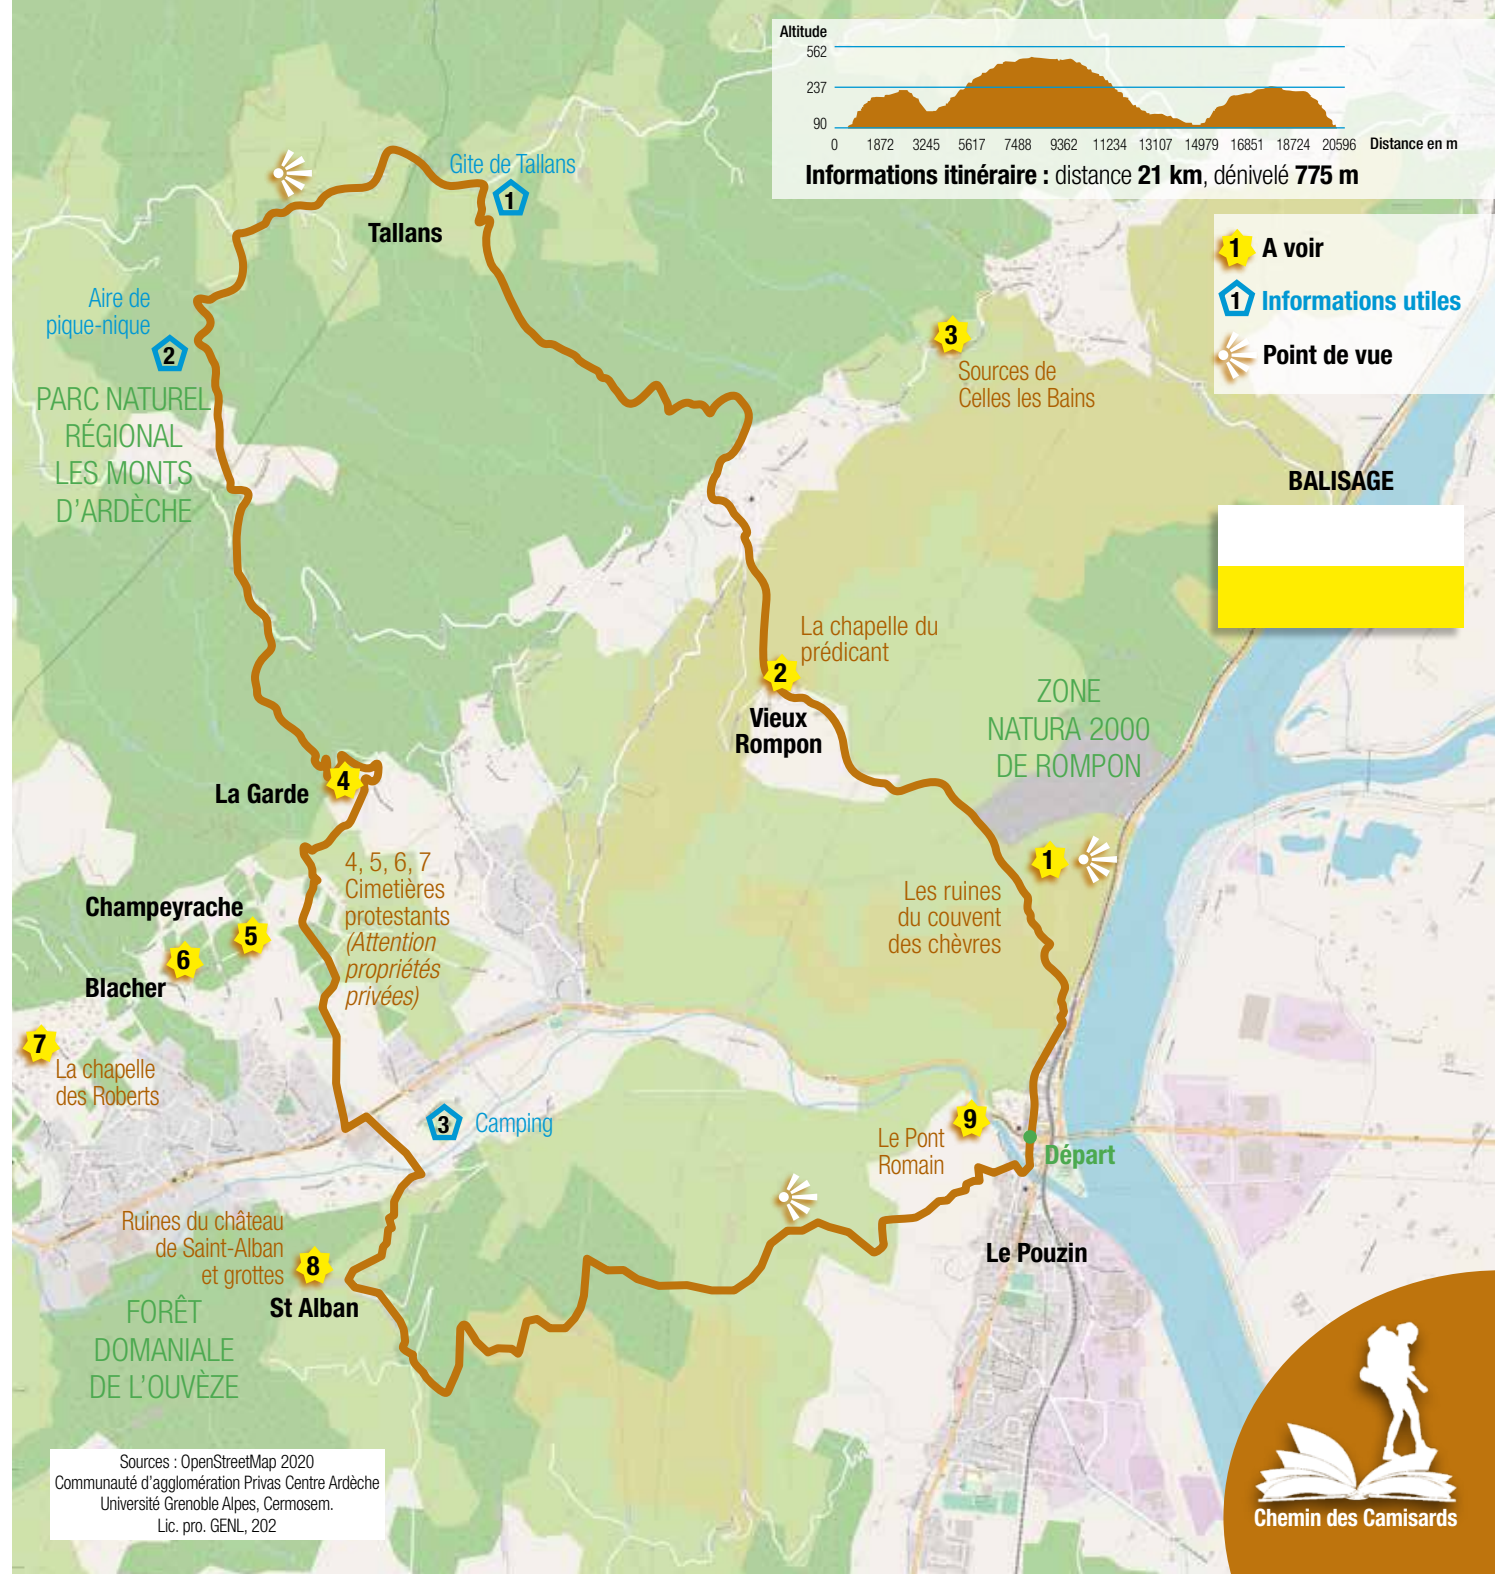 Altitude
562
237
90
0 1872 3245 5617 7488 9362 11234 13107 14979 16851 18724 20596 Distance en m
Informations itinéraire : distance 21 km, dénivelé 775 m
1 A voir
1 Informations utiles
Point de vue
BALISAGE
Gite de Tallans
1
Tallans
Aire de
pique-nique
2
PARC NATUREL
RÉGIONAL
LES MONTS
D'ARDÈCHE
3
Sources de
Celles les Bains
La chapelle du
prédicant
2
Vieux
Rompon
ZONE
NATURA 2000
DE ROMPON
La Garde
4
1
Les ruines
du couvent
des chèvres
4, 5, 6, 7
Cimetières
protestants
(Attention
propriétés
privées)
Champeyrache
5
6
Blacher
7
La chapelle
des Roberts
3
Camping
9
Le Pont
Romain
Départ
Le Pouzin
Ruines du château
de Saint-Alban
et grottes
8
St Alban
FORÊT
DOMANIALE
DE L'OUVÈZE
Sources : OpenStreetMap 2020
Communauté d'agglomération Privas Centre Ardèche
Université Grenoble Alpes, Cermosem.
Lic. pro. GENL, 202
Chemin des Camisards